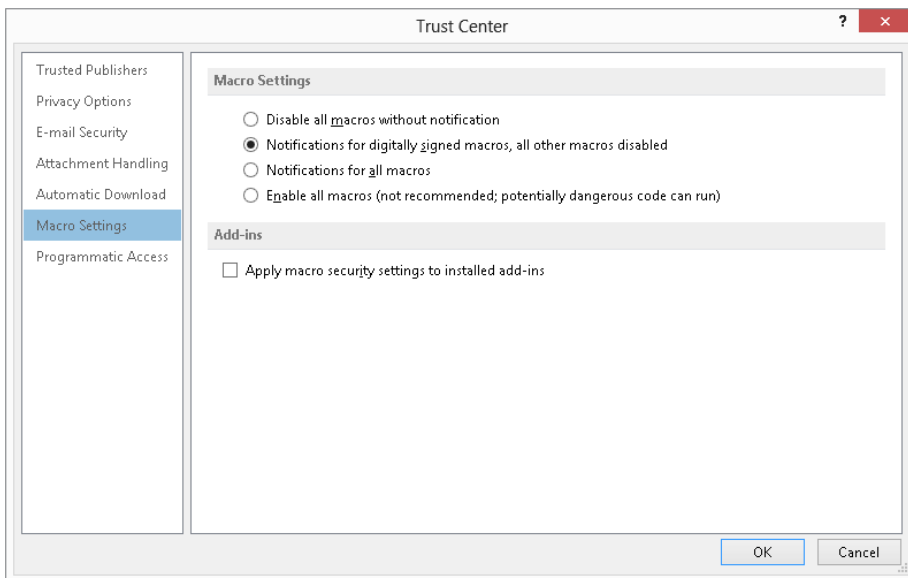 Trust Center
?
Trusted Publishers
Privacy Options
E-mail Security
Attachment Handling
Automatic Download
Macro Settings
Programmatic Access
Macro Settings
Disable all macros without notification
Notifications for digitally signed macros, all other macros disabled
Notifications for all macros
Enable all macros (not recommended; potentially dangerous code can run)
Add-ins
Apply macro security settings to installed add-ins
OK
Cancel